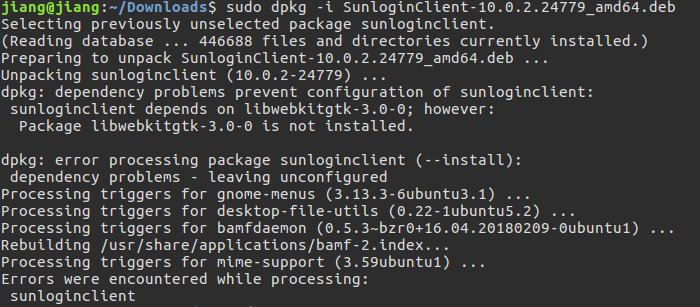 jiang@jiang:~/Downloads$ sudo dpkg -i SunloginClient-10.0.2.24779_amd64.deb
Selecting previously unselected package sunloginclient.
(Reading database ... 446688 files and directories currently installed.)
Preparing to unpack SunloginClient-10.0.2.24779_amd64.deb ...
Unpacking sunloginclient (10.0.2-24779) ...
dpkg: dependency problems prevent configuration of sunloginclient:
 sunloginclient depends on libwebkitgtk-3.0-0; however:
  Package libwebkitgtk-3.0-0 is not installed.

dpkg: error processing package sunloginclient (--install):
 dependency problems - leaving unconfigured
Processing triggers for gnome-menus (3.13.3-6ubuntu3.1) ...
Processing triggers for desktop-file-utils (0.22-1ubuntu5.2) ...
Processing triggers for bamfdaemon (0.5.3~bzr0+16.04.20180209-0ubuntu1) ...
Rebuilding /usr/share/applications/bamf-2.index...
Processing triggers for mime-support (3.59ubuntu1) ...
Errors were encountered while processing:
 sunloginclient